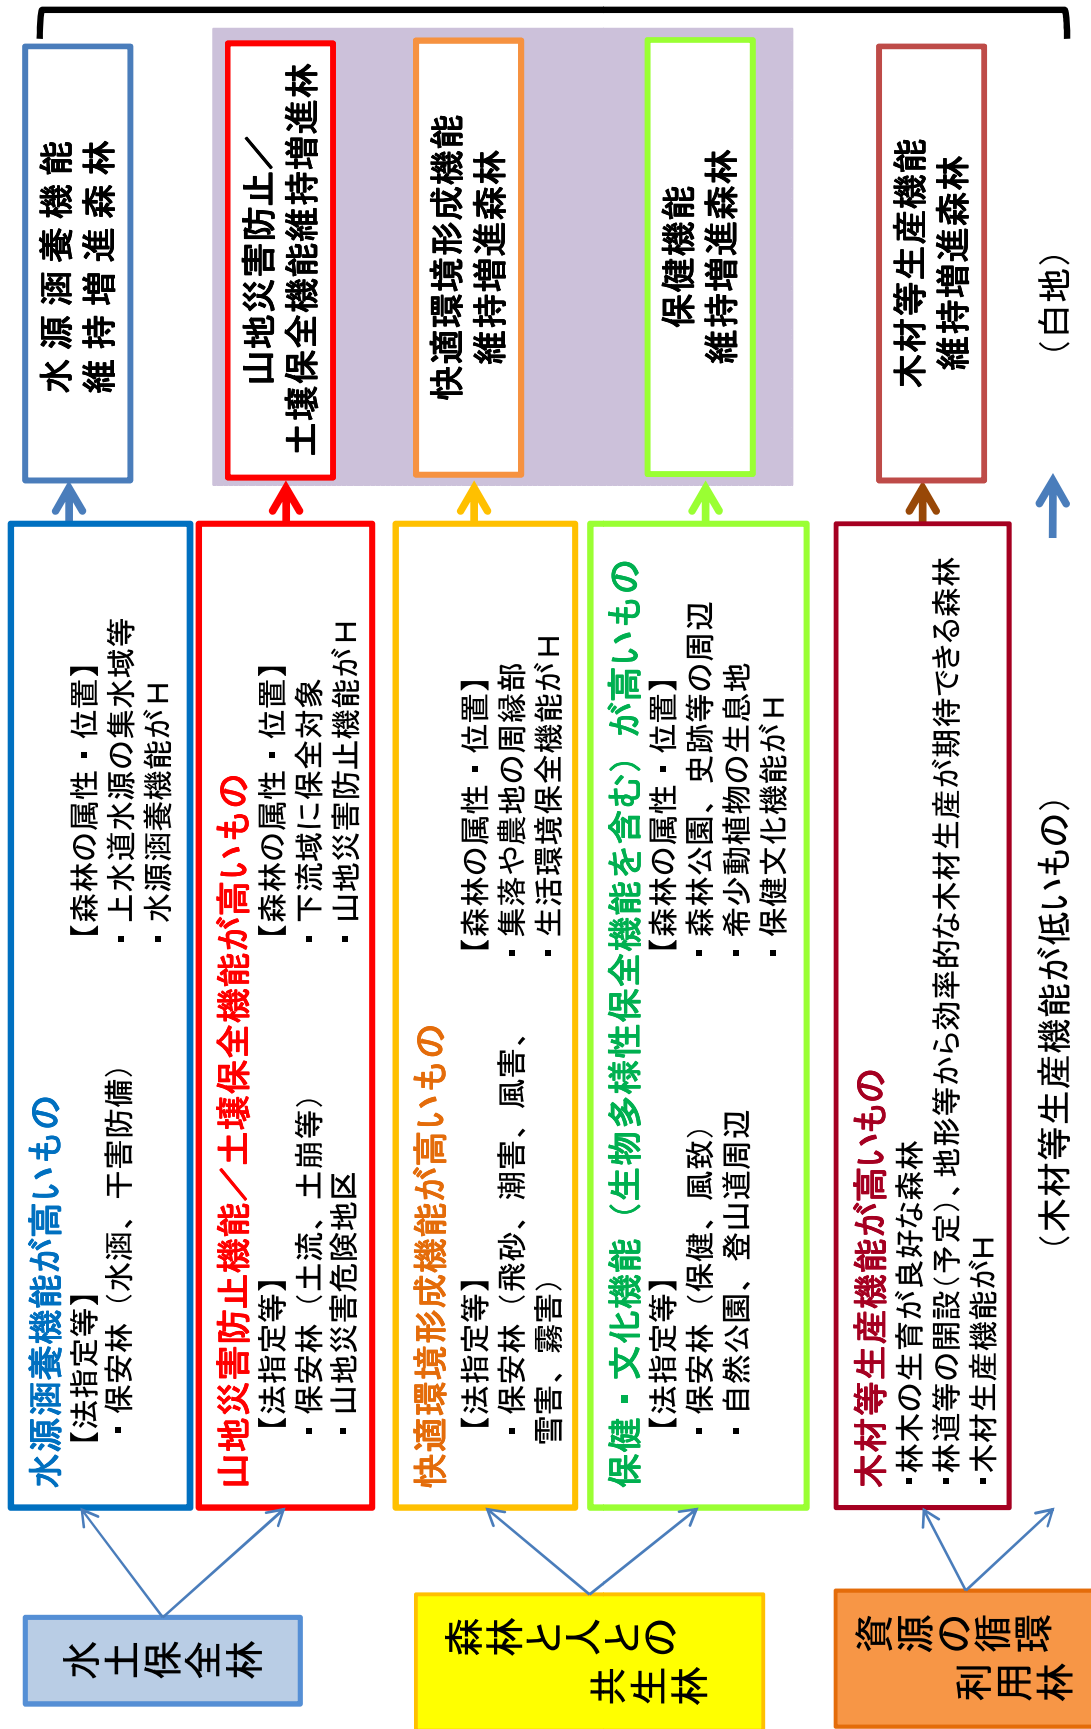 水土保全林
水源涵養機能が高いもの
【法指定等】
・保安林（水涵、干害防備）
【森林の属性・位置】
・上水道水源の集水域等
・水源涵養機能がＨ
水源涵養機能
維持増進森林
山地災害防止機能／土壌保全機能が高いもの
【法指定等】
・保安林（土流、土崩等）
・山地災害危険地区
【森林の属性・位置】
・下流域に保全対象
・山地災害防止機能がＨ
山地災害防止／
土壌保全機能維持増進林
森林と人との
共生林
快適環境形成機能が高いもの
【法指定等】
・保安林（飛砂、潮害、風害、
雪害、霧害）
【森林の属性・位置】
・集落や農地の周縁部
・生活環境保全機能がＨ
快適環境形成機能
維持増進森林
保健・文化機能（生物多様性保全機能を含む）が高いもの
【法指定等】
・保安林（保健、風致）
・自然公園、登山道周辺
【森林の属性・位置】
・森林公園、史跡等の周辺
・希少動植物の生息地
・保健文化機能がＨ
保健機能
維持増進森林
資源の循環
利用林
木材等生産機能が高いもの
・林木の生育が良好な森林
・林道等の開設（予定）、地形等から効率的な木材生産が期待できる森林
・木材生産機能がH
木材等生産機能
維持増進森林
（木材等生産機能が低いもの）
（白地）